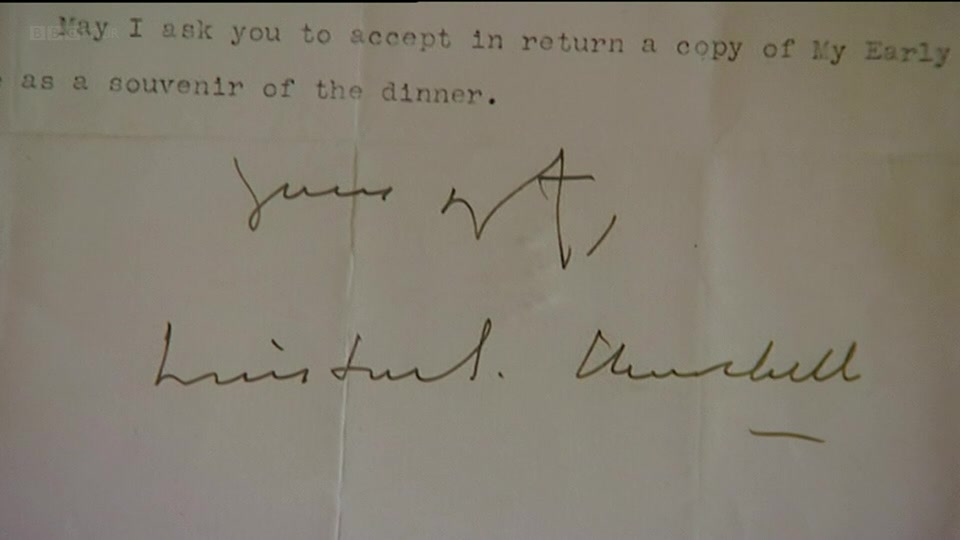 BBC
May I ask you to accept in return a copy of My Early
as a souvenir of the dinner.
Yours
Winston S. Churchill